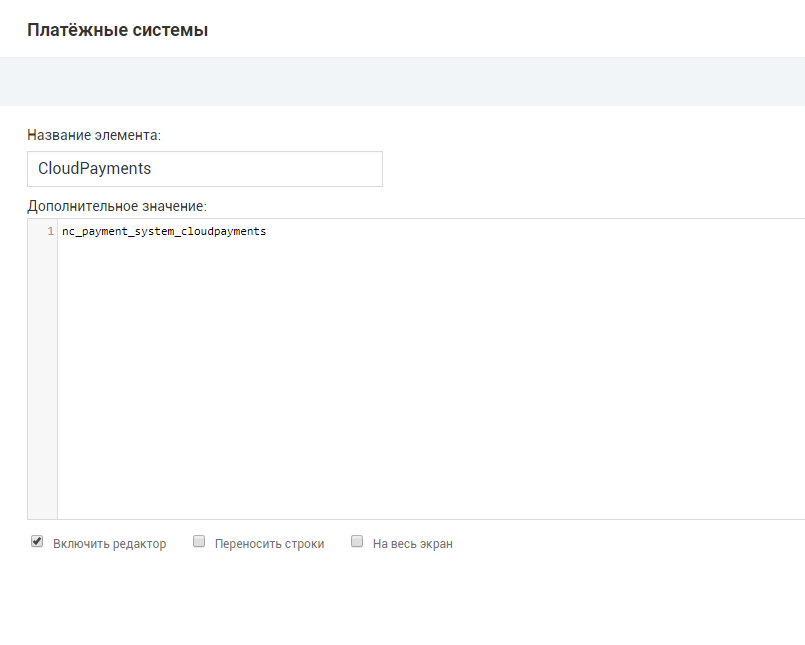 Платёжные системы
Название элемента:
CloudPayments
Дополнительное значение:
1 nc_payment_system_cloudpayments
Включить редактор Переносить строки На весь экран